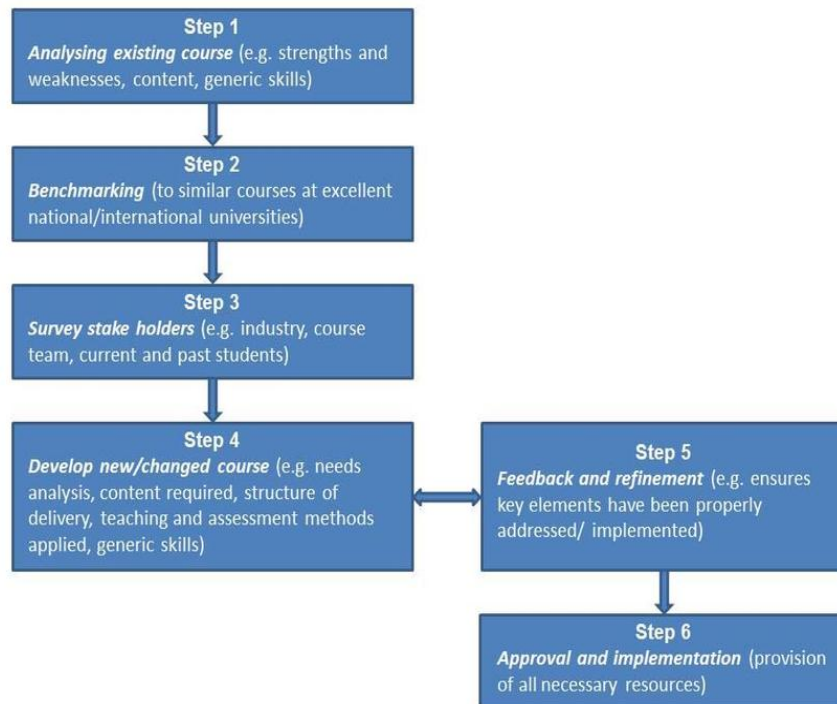 Step 1
Analysing existing course (e.g. strengths and
weaknesses, content, generic skills)
Step 2
Benchmarking (to similar courses at excellent
national/international universities)
Step 3
Survey stake holders (e.g. industry, course
team, current and past students)
Step 4
Develop new/changed course (e.g. needs
analysis, content required, structure of
delivery, teaching and assessment methods
applied, generic skills)
Step 5
Feedback and refinement (e.g. ensures
key elements have been properly
addressed/ implemented)
Step 6
Approval and implementation (provision
of all necessary resources)